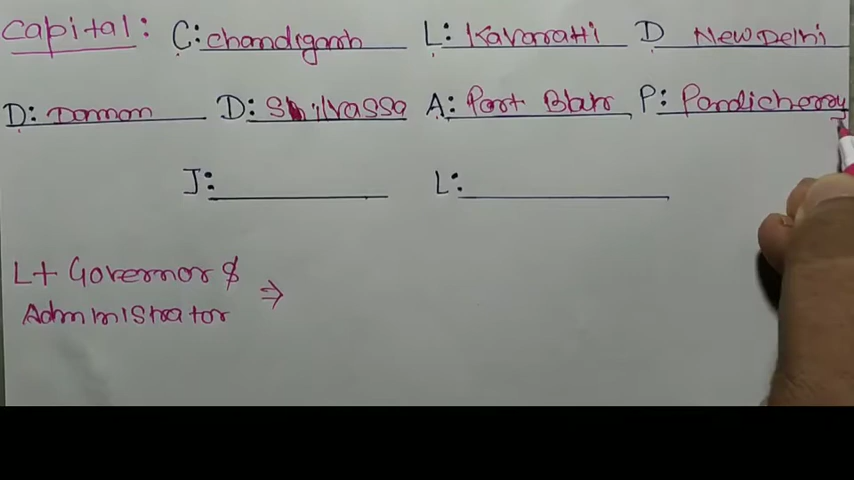 Capital: C: Chandigarh L: Kavaratti D New Delhi
D: Daman D: Silvassa A: Port Blair P: Pondicherry
J: L:
Lt Governor &
Administrator ⇒